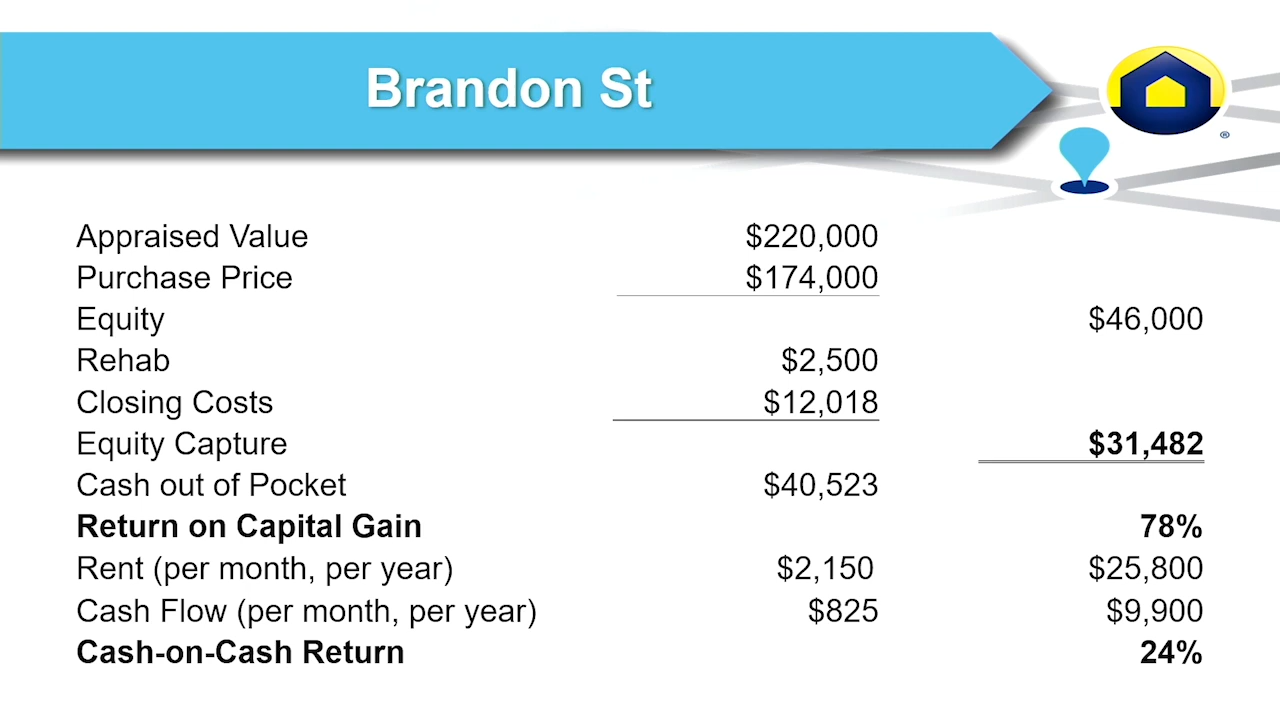 Brandon St
®
Appraised Value $220,000
Purchase Price $174,000
Equity $46,000
Rehab $2,500
Closing Costs $12,018
Equity Capture $31,482
Cash out of Pocket $40,523
Return on Capital Gain 78%
Rent (per month, per year) $2,150 $25,800
Cash Flow (per month, per year) $825 $9,900
Cash-on-Cash Return 24%